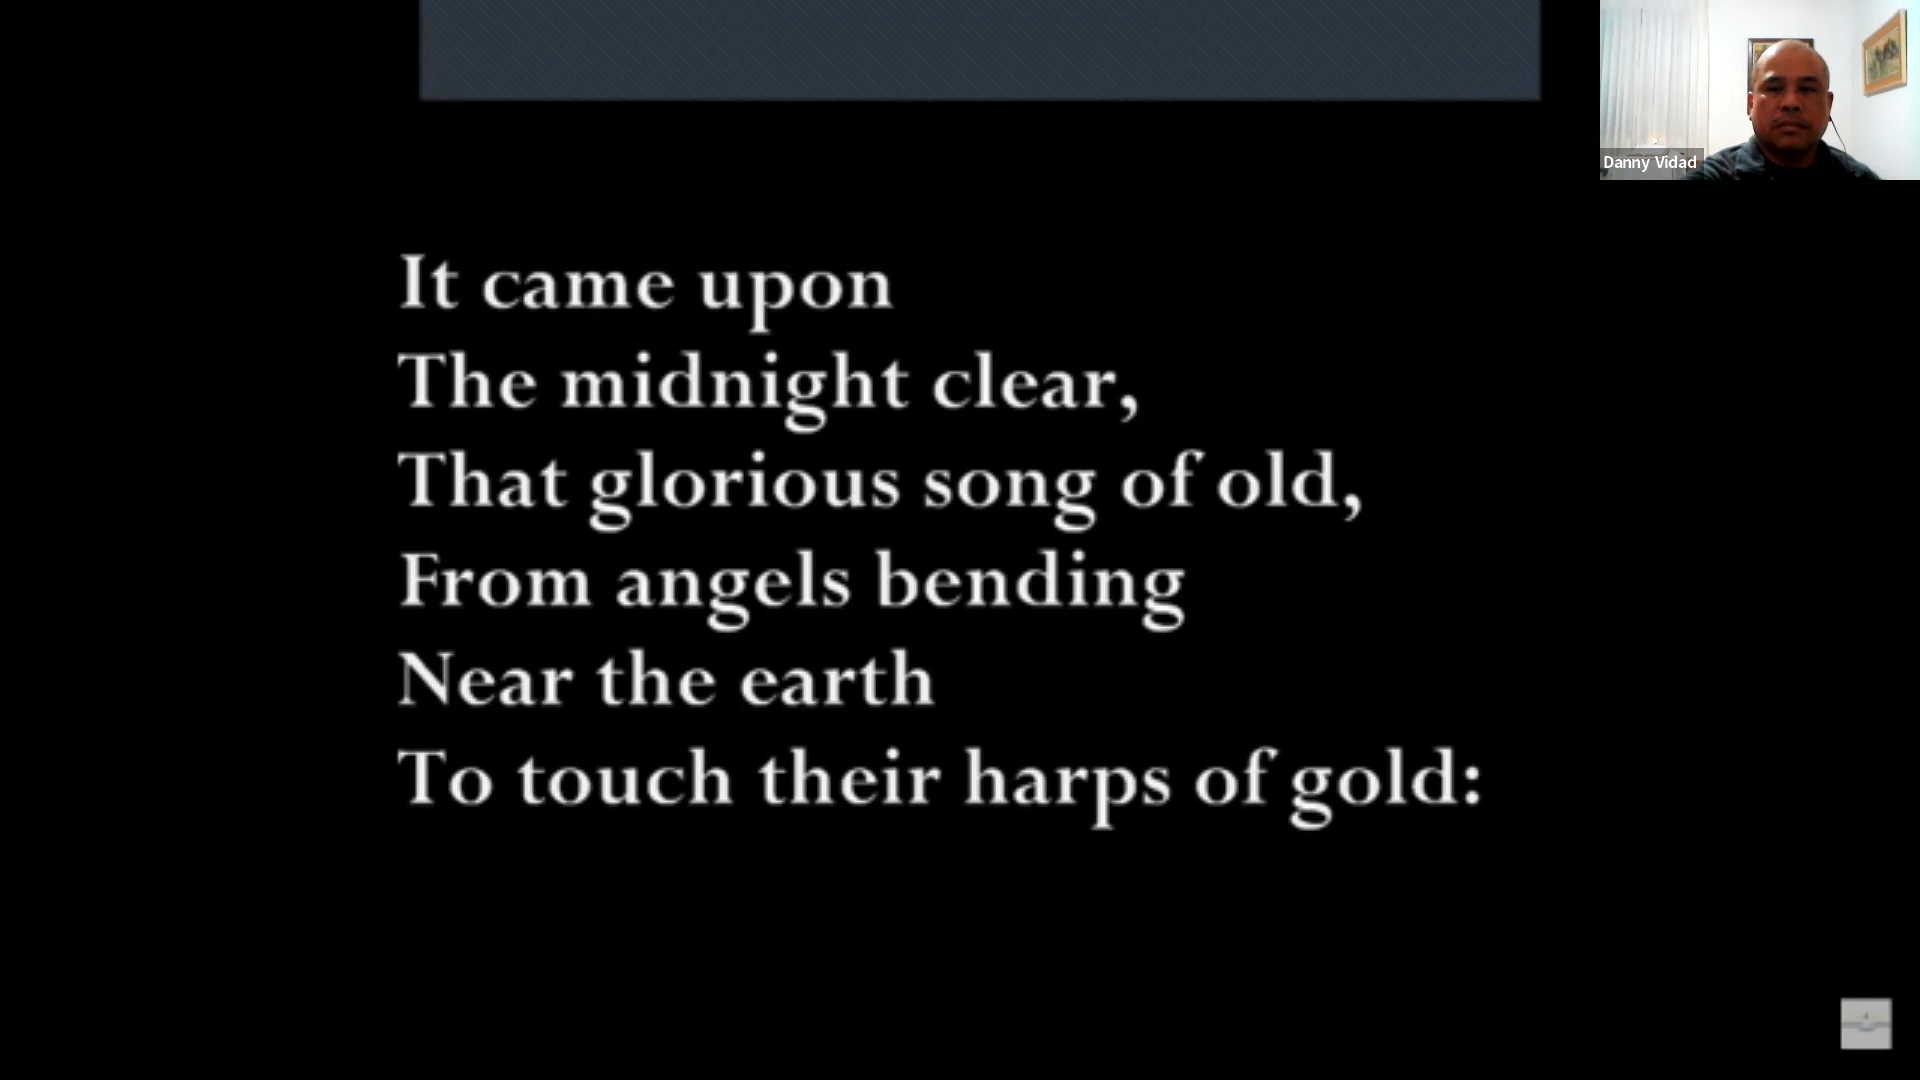 Danny Vidad
It came upon
The midnight clear,
That glorious song of old,
From angels bending
Near the earth
To touch their harps of gold: